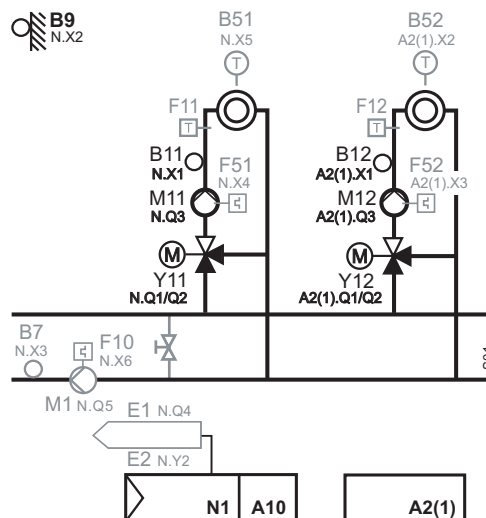 B9
N.X2
B51
N.X5
T
B52
A2(1).X2
T
F11
T
F12
T
B11
N.X1
F51
N.X4
B12
A2(1).X1
F52
A2(1).X3
M11
N.Q3
M12
A2(1).Q3
M
Y11
N.Q1/Q2
M
Y12
A2(1).Q1/Q2
B7
N.X3
F10
N.X6
M1 N.Q5
E1 N.Q4
E2 N.Y2
N1
A10
A2(1)